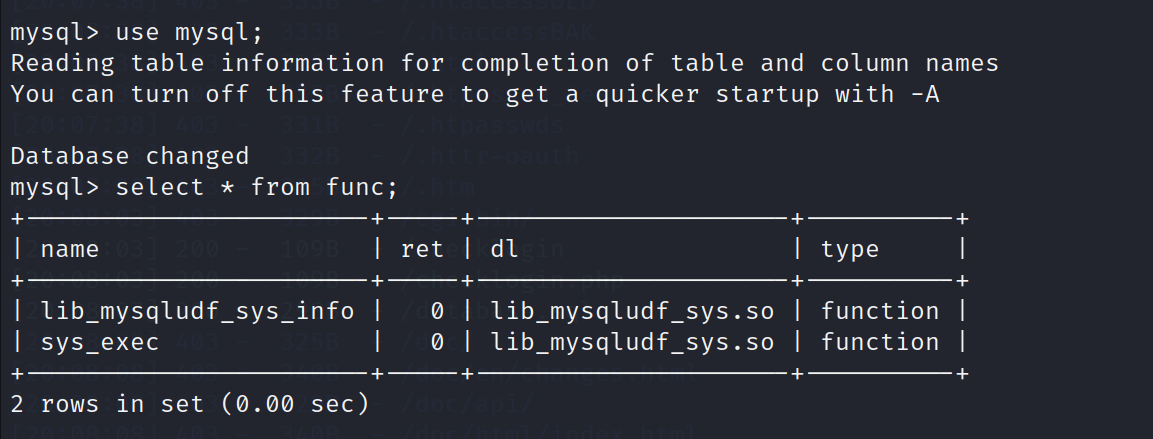 mysql> use mysql;
Reading table information for completion of table and column names
You can turn off this feature to get a quicker startup with -A
Database changed
mysql> select * from func;
+-----------------------+-----+---------------------+----------+
| name                  | ret | dl                  | type     |
+-----------------------+-----+---------------------+----------+
| lib_mysqludf_sys_info |   0 | lib_mysqludf_sys.so | function |
| sys_exec              |   0 | lib_mysqludf_sys.so | function |
+-----------------------+-----+---------------------+----------+
2 rows in set (0.00 sec)